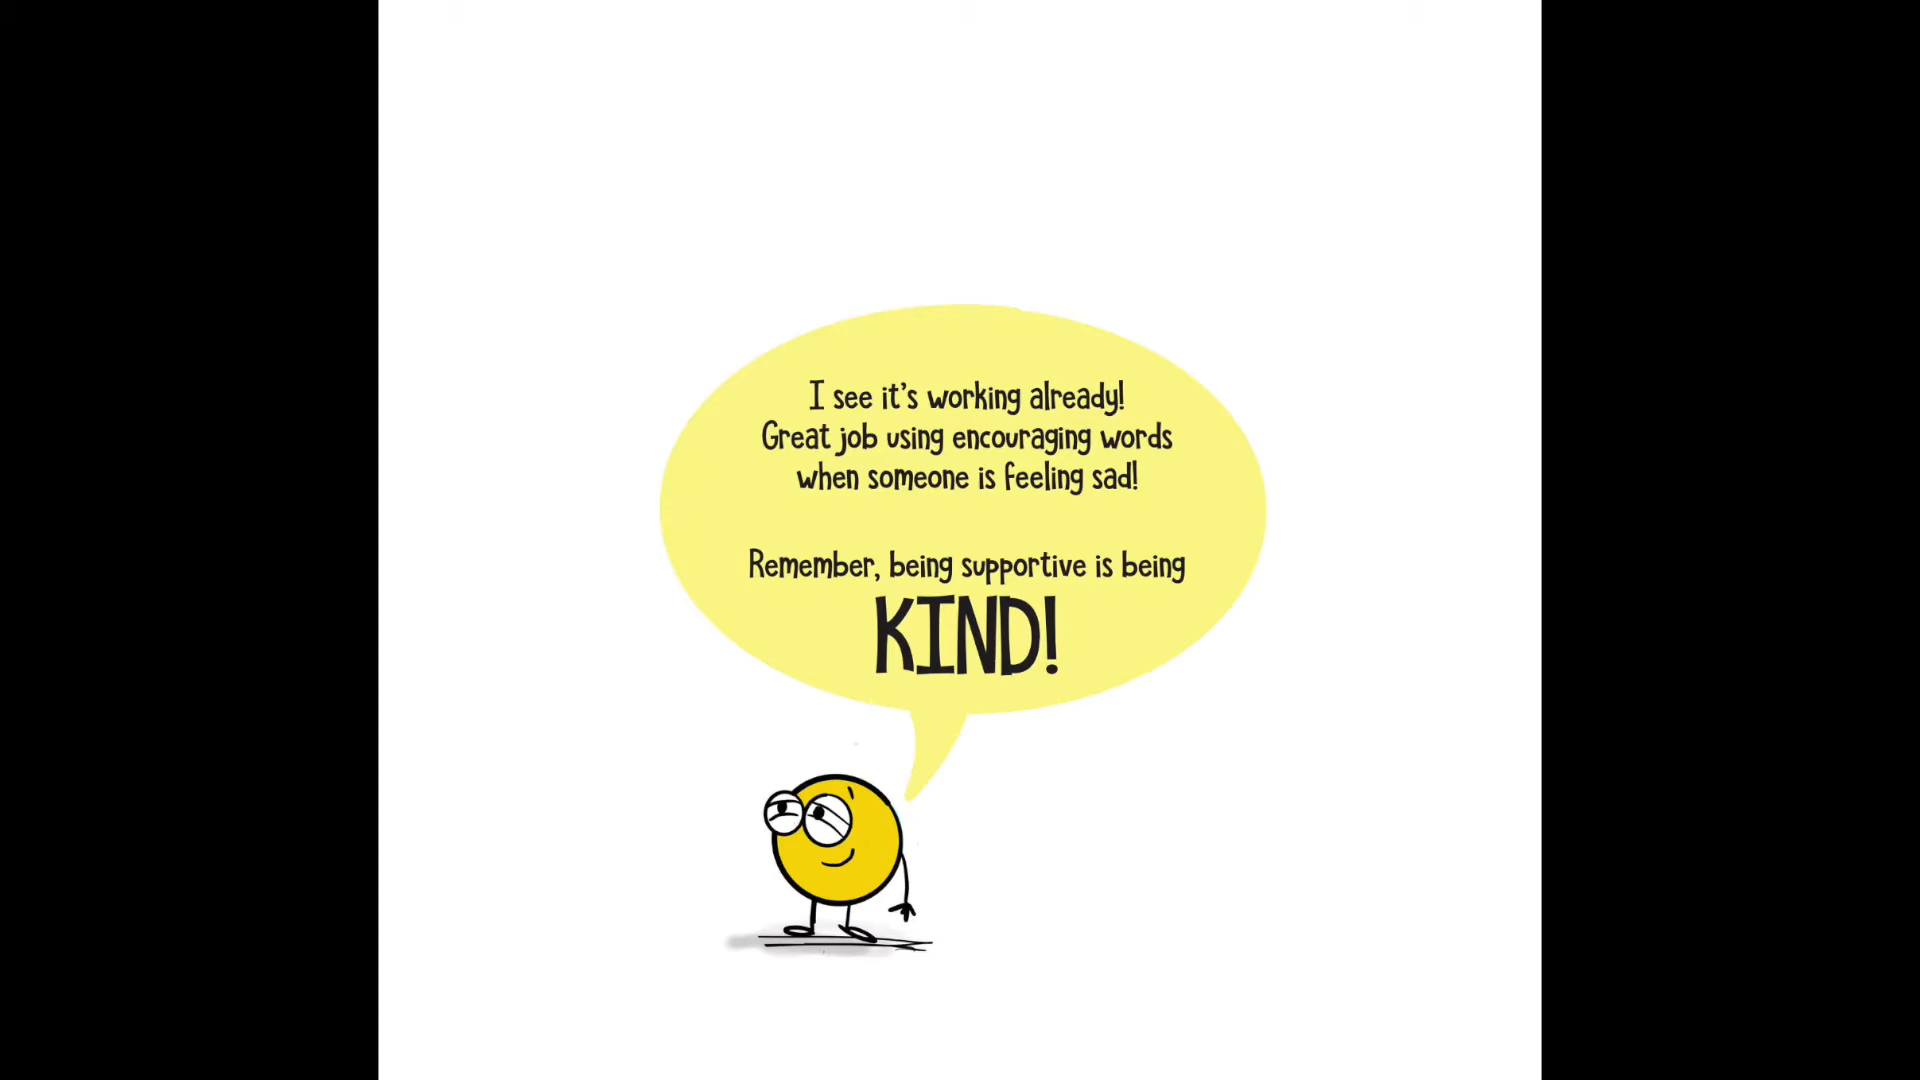 I see it's working already!
Great job using encouraging words
when someone is feeling sad!
Remember, being supportive is being
KIND!